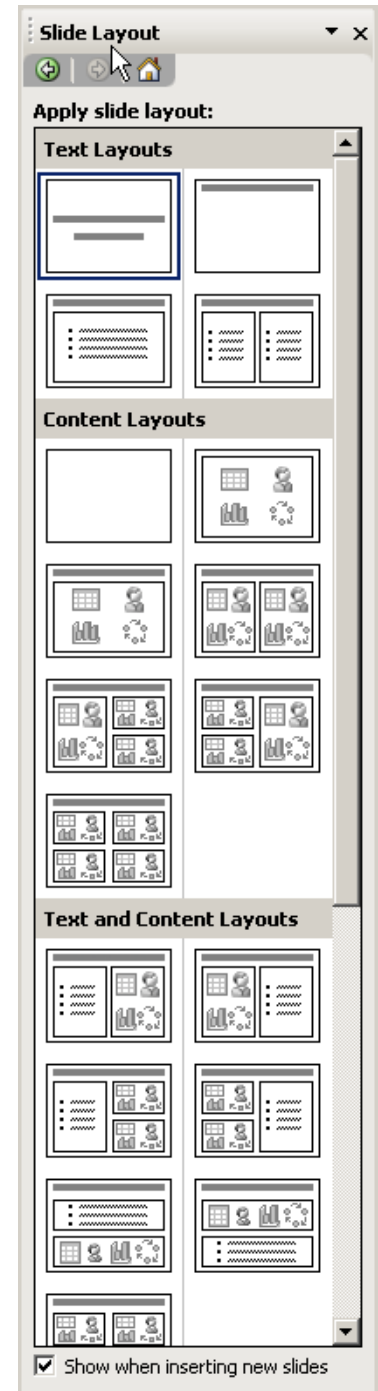 Slide Layout
Apply slide layout:
Text Layouts
Content Layouts
Text and Content Layouts
Show when inserting new slides